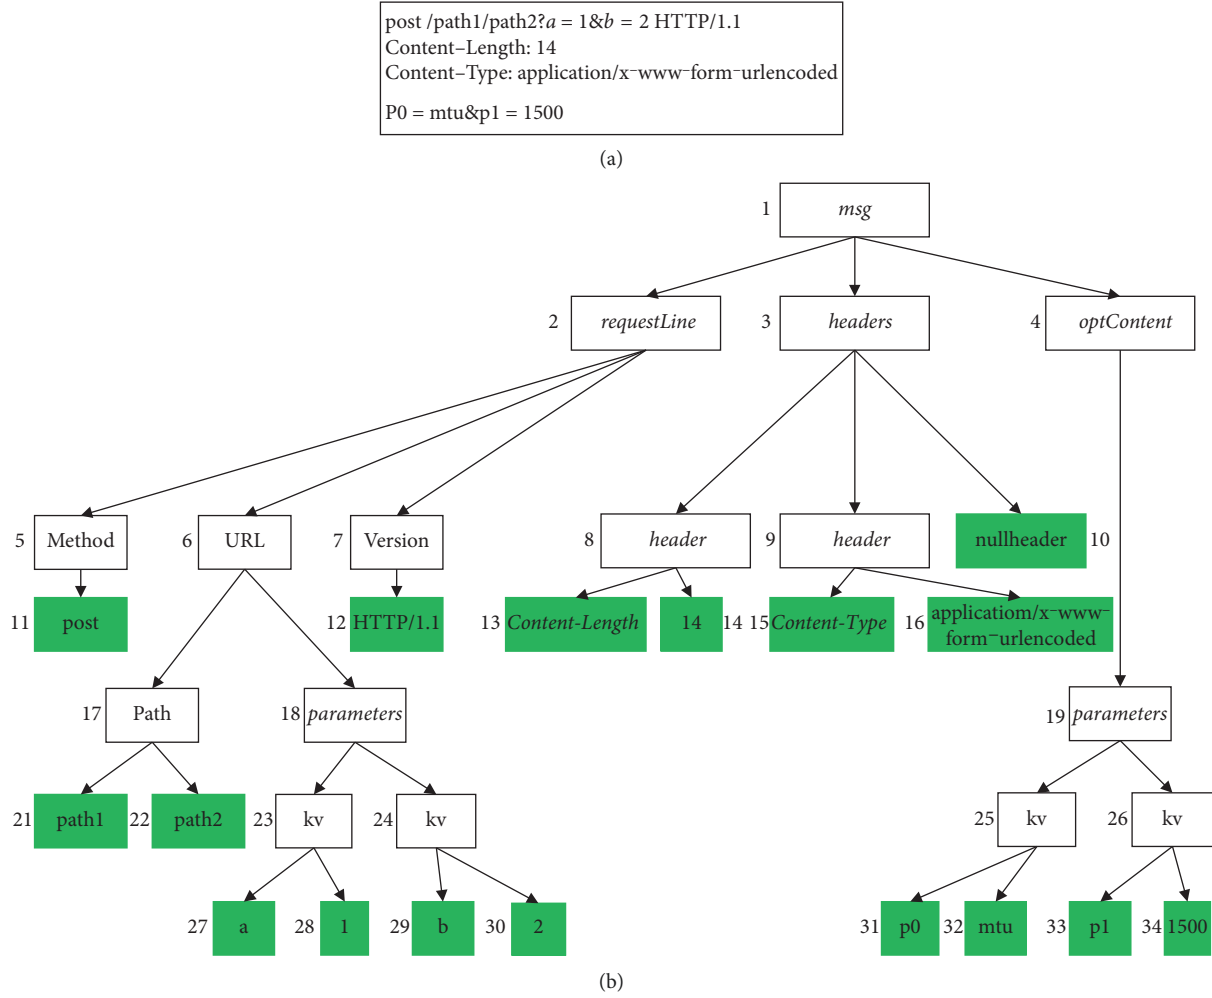 post /path1/path2?a = 1&b = 2 HTTP/1.1
Content–Length: 14
Content–Type: application/x-www-form-urlencoded
P0 = mtu&p1 = 1500
(a)
1 msg
2 requestLine 3 headers 4 optContent
5 Method 6 URL 7 Version 8 header 9 header nullheader 10
11 post 12 HTTP/1.1 13 Content-Length 14 14 15 Content-Type 16 applicatiom/x-www-
form-urlencoded
17 Path 18 parameters 19 parameters
21 path1 22 path2 23 kv 24 kv 25 kv 26 kv
27 a 28 1 29 b 30 2 31 p0 32 mtu 33 p1 34 1500
(b)